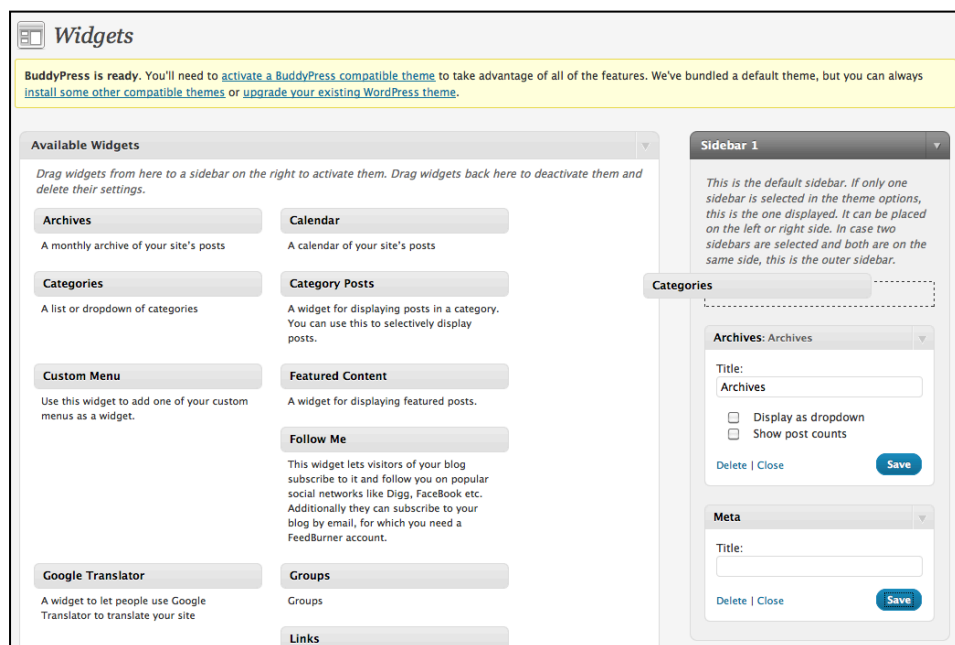 Widgets
BuddyPress is ready. You'll need to activate a BuddyPress compatible theme to take advantage of all of the features. We've bundled a default theme, but you can always
install some other compatible themes or upgrade your existing WordPress theme.
Available Widgets
Drag widgets from here to a sidebar on the right to activate them. Drag widgets back here to deactivate them and
delete their settings.
Archives
A monthly archive of your site's posts
Calendar
A calendar of your site's posts
Categories
A list or dropdown of categories
Category Posts
A widget for displaying posts in a category.
You can use this to selectively display
posts.
Custom Menu
Use this widget to add one of your custom
menus as a widget.
Featured Content
A widget for displaying featured posts.
Follow Me
This widget lets visitors of your blog
subscribe to it and follow you on popular
social networks like Digg, FaceBook etc.
Additionally they can subscribe to your
blog by email, for which you need a
FeedBurner account.
Google Translator
A widget to let people use Google
Translator to translate your site
Groups
Groups
Links
Sidebar 1
This is the default sidebar. If only one
sidebar is selected in the theme options,
this is the one displayed. It can be placed
on the left or right side. In case two
sidebars are selected and both are on the
same side, this is the outer sidebar.
Categories
Archives: Archives
Title:
Archives
Display as dropdown
Show post counts
Delete | Close
Save
Meta
Title:
Delete | Close
Save